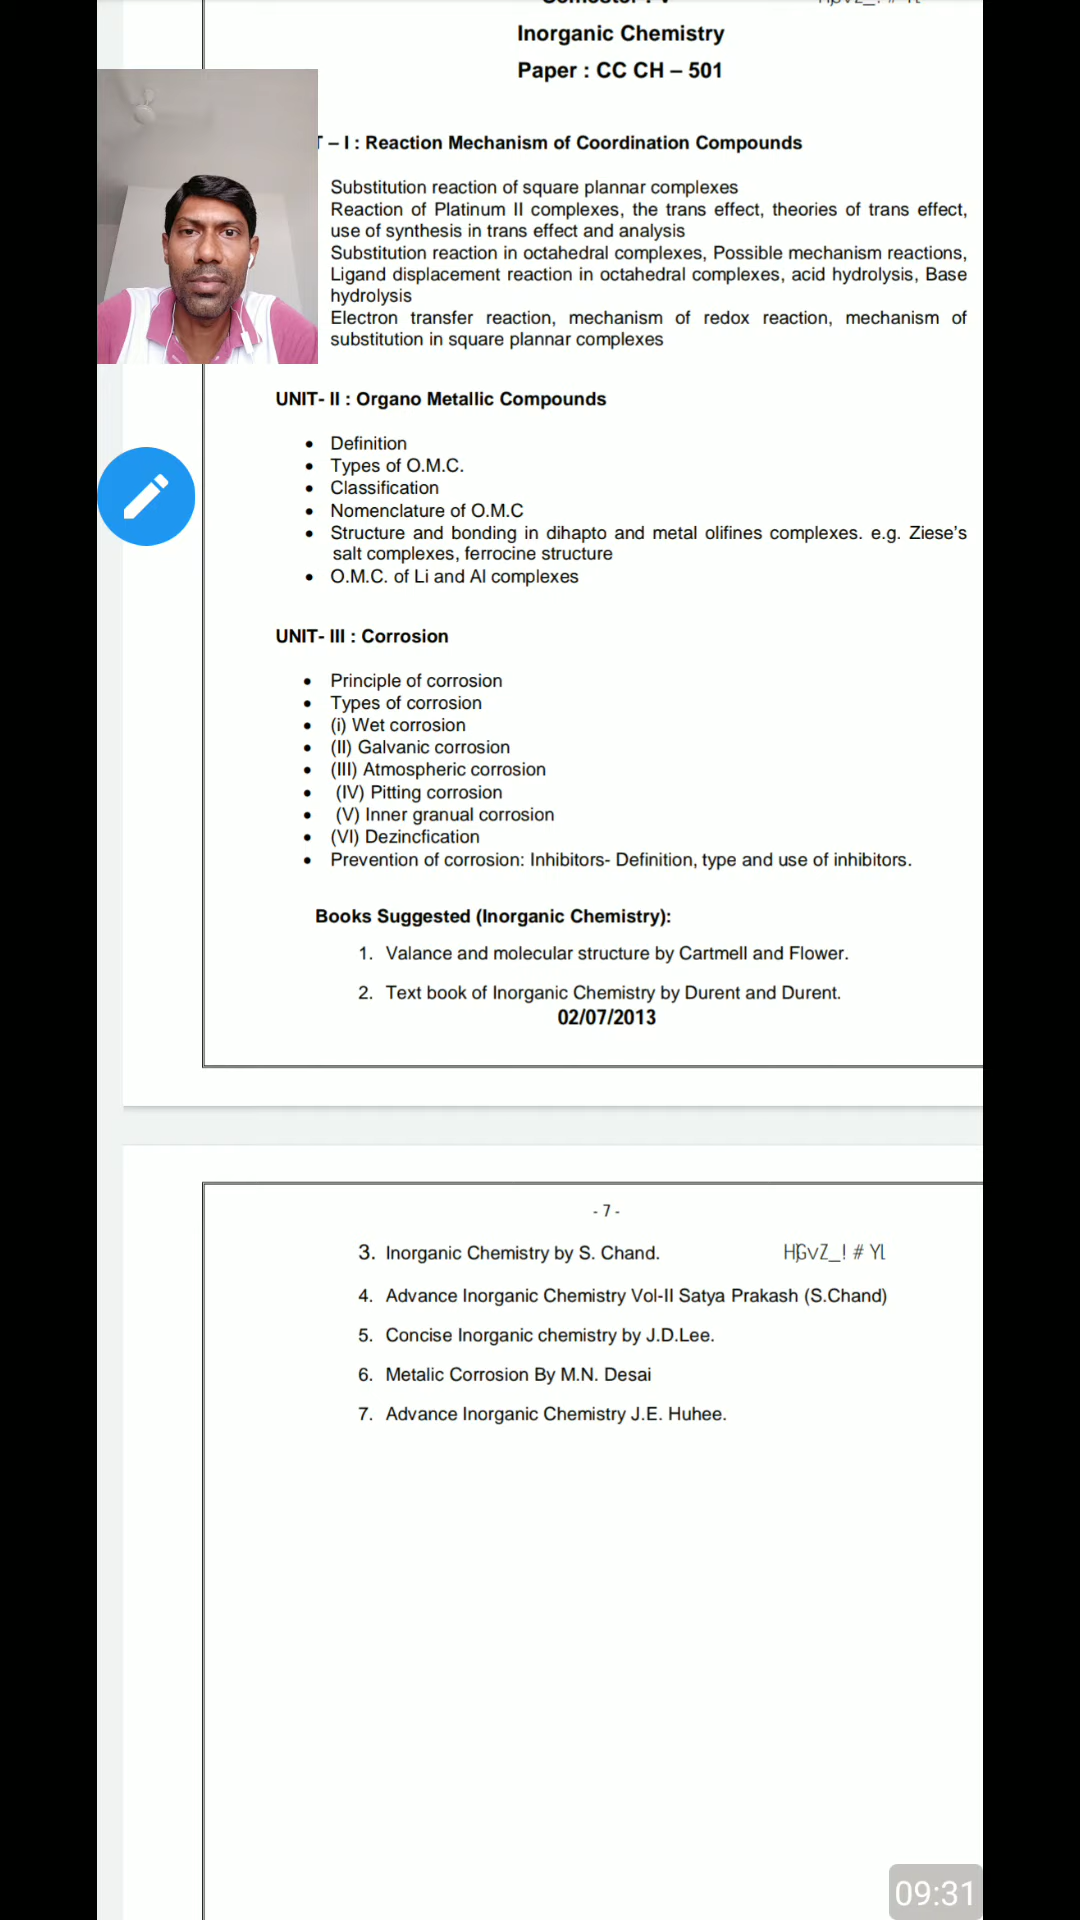 Inorganic Chemistry
Paper : CC CH – 501
– I : Reaction Mechanism of Coordination Compounds
Substitution reaction of square plannar complexes
Reaction of Platinum II complexes, the trans effect, theories of trans effect,
use of synthesis in trans effect and analysis
Substitution reaction in octahedral complexes, Possible mechanism reactions,
Ligand displacement reaction in octahedral complexes, acid hydrolysis, Base
hydrolysis
Electron transfer reaction, mechanism of redox reaction, mechanism of
substitution in square plannar complexes
UNIT- II : Organo Metallic Compounds
• Definition
• Types of O.M.C.
• Classification
• Nomenclature of O.M.C
• Structure and bonding in dihapto and metal olifines complexes. e.g. Ziese’s
salt complexes, ferrocine structure
• O.M.C. of Li and Al complexes
UNIT- III : Corrosion
• Principle of corrosion
• Types of corrosion
• (i) Wet corrosion
• (II) Galvanic corrosion
• (III) Atmospheric corrosion
• (IV) Pitting corrosion
• (V) Inner granual corrosion
• (VI) Dezincfication
• Prevention of corrosion: Inhibitors- Definition, type and use of inhibitors.
Books Suggested (Inorganic Chemistry):
1. Valance and molecular structure by Cartmell and Flower.
2. Text book of Inorganic Chemistry by Durent and Durent.
02/07/2013
- 7 -
3. Inorganic Chemistry by S. Chand.
4. Advance Inorganic Chemistry Vol-II Satya Prakash (S.Chand)
5. Concise Inorganic chemistry by J.D.Lee.
6. Metalic Corrosion By M.N. Desai
7. Advance Inorganic Chemistry J.E. Huhee.
09:31